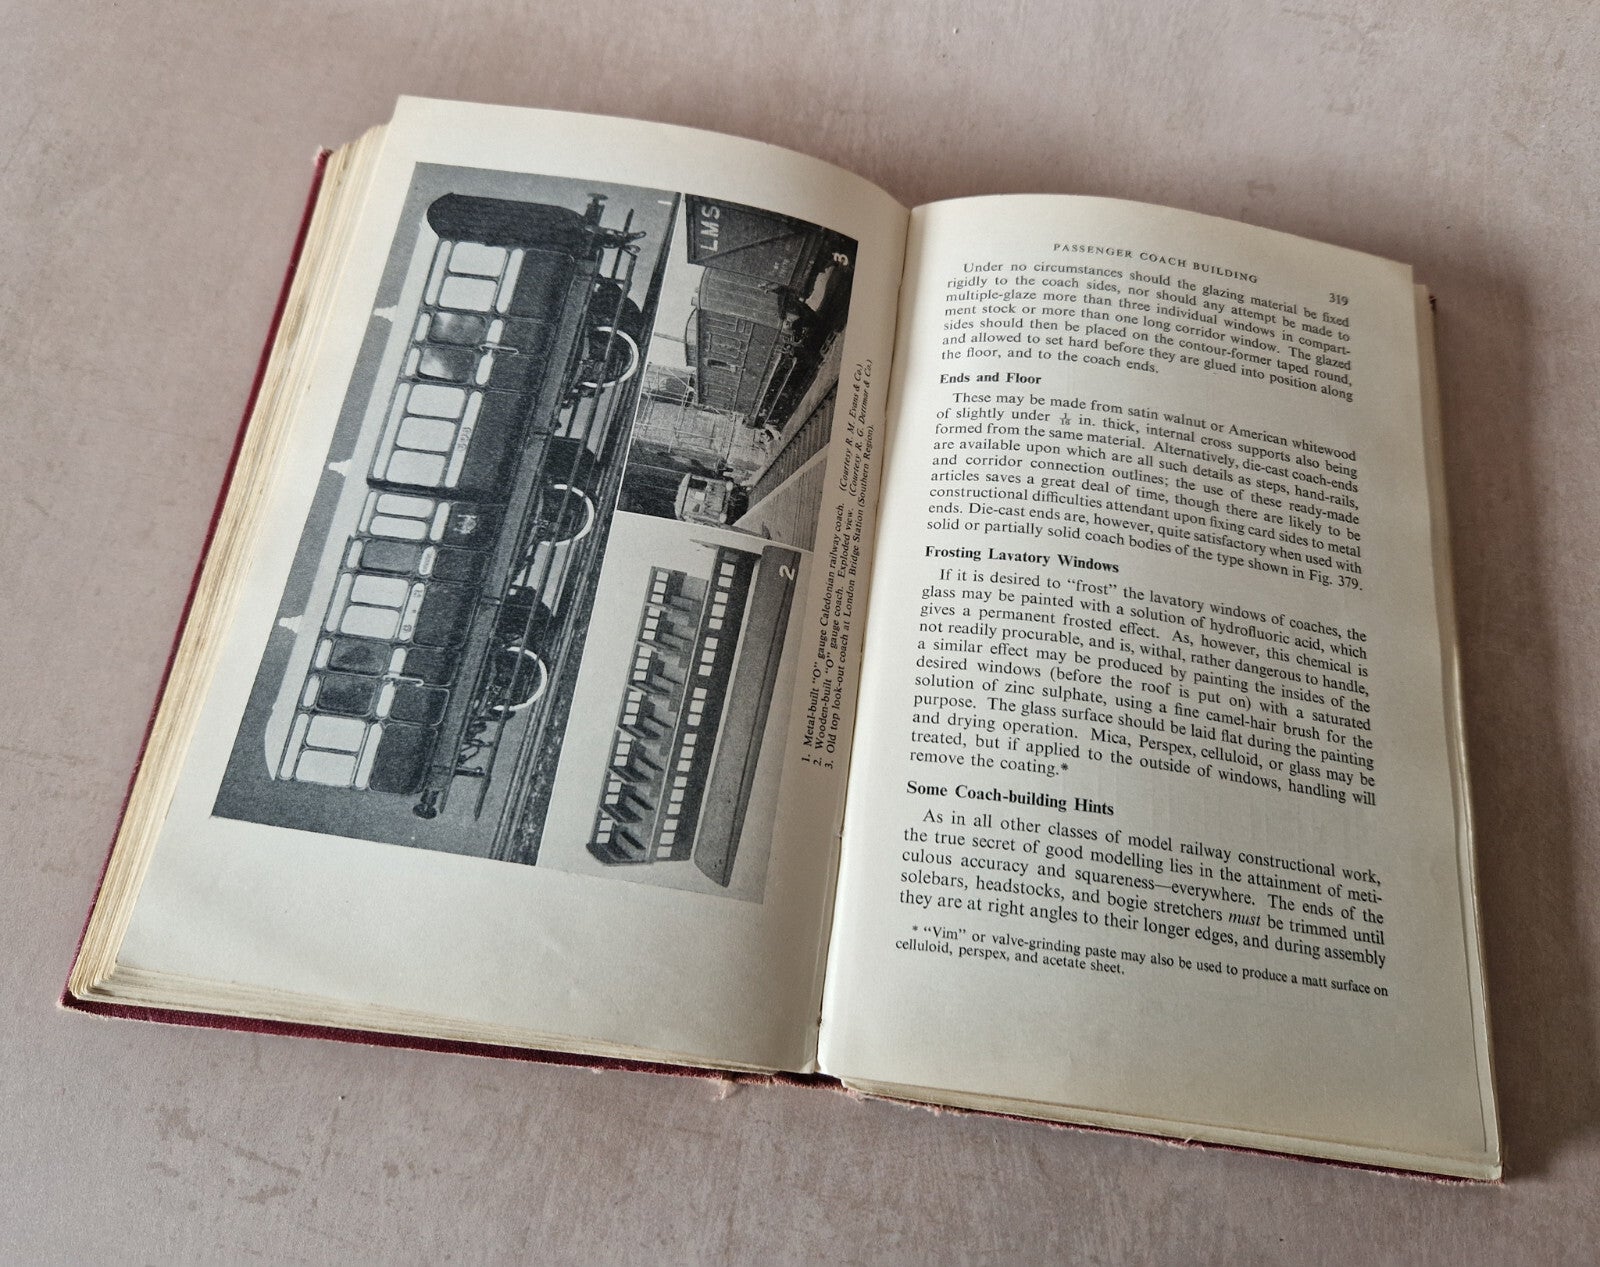 1
LMS
3
2
1. Metal-built "O" gauge Caledonian railway coach. (Courtesy R. M. Evans & Co.)
2. Wooden-built "O" gauge coach. Exploded view. (Courtesy R. G. Dettmar & Co.)
3. Old top look-out coach at London Bridge Station (Southern Region).
PASSENGER COACH BUILDING 319
Under no circumstances should the glazing material be fixed
rigidly to the coach sides, nor should any attempt be made to
multiple-glaze more than three individual windows in compart-
ment stock or more than one long corridor window. The glazed
sides should then be placed on the contour-former taped round,
and allowed to set hard before they are glued into position along
the floor, and to the coach ends.
Ends and Floor
These may be made from satin walnut or American whitewood
of slightly under 1/16 in. thick, internal cross supports also being
formed from the same material. Alternatively, die-cast coach-ends
are available upon which are all such details as steps, hand-rails,
and corridor connection outlines; the use of these ready-made
articles saves a great deal of time, though there are likely to be
constructional difficulties attendant upon fixing card sides to metal
ends. Die-cast ends are, however, quite satisfactory when used with
solid or partially solid coach bodies of the type shown in Fig. 379.
Frosting Lavatory Windows
If it is desired to "frost" the lavatory windows of coaches, the
glass may be painted with a solution of hydrofluoric acid, which
gives a permanent frosted effect. As, however, this chemical is
not readily procurable, and is, withal, rather dangerous to handle,
a similar effect may be produced by painting the insides of the
desired windows (before the roof is put on) with a saturated
solution of zinc sulphate, using a fine camel-hair brush for the
purpose. The glass surface should be laid flat during the painting
and drying operation. Mica, Perspex, celluloid, or glass may be
treated, but if applied to the outside of windows, handling will
remove the coating.*
Some Coach-building Hints
As in all other classes of model railway constructional work,
the true secret of good modelling lies in the attainment of meti-
culous accuracy and squareness—everywhere. The ends of the
solebars, headstocks, and bogie stretchers must be trimmed until
they are at right angles to their longer edges, and during assembly
* "Vim" or valve-grinding paste may also be used to produce a matt surface on
celluloid, perspex, and acetate sheet.